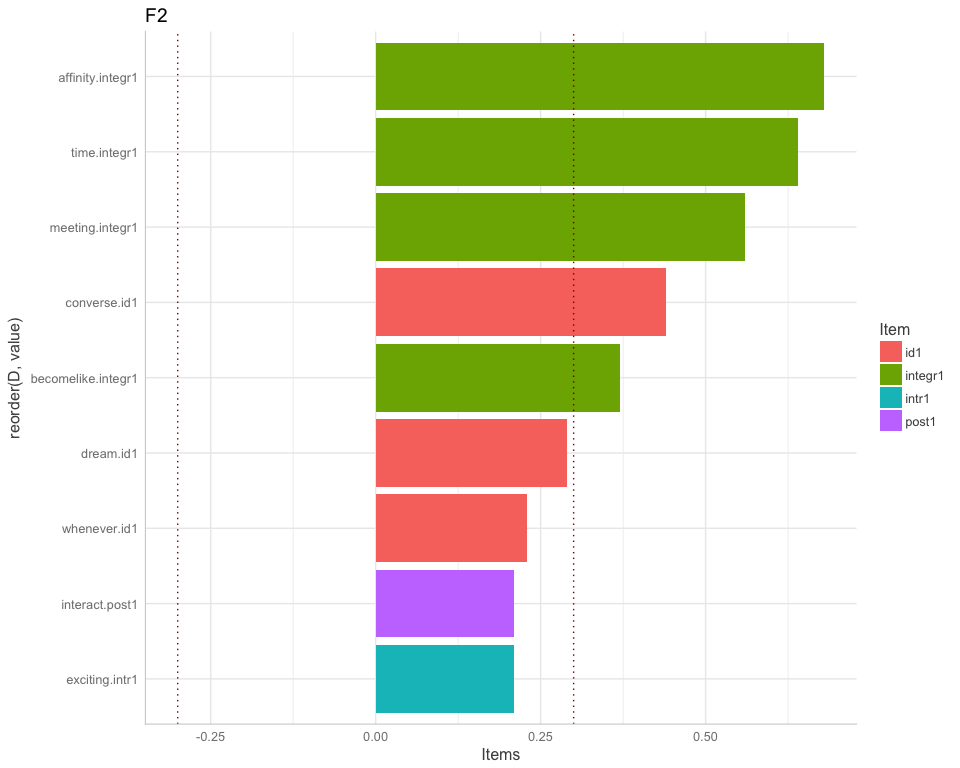 F2
affinity.integr1
time.integr1
meeting.integr1
converse.id1
becomelike.integr1
dream.id1
whenever.id1
interact.post1
exciting.intr1
reorder(D, value)
-0.25
0.00
0.25
0.50
Items
Item
id1
integr1
intr1
post1